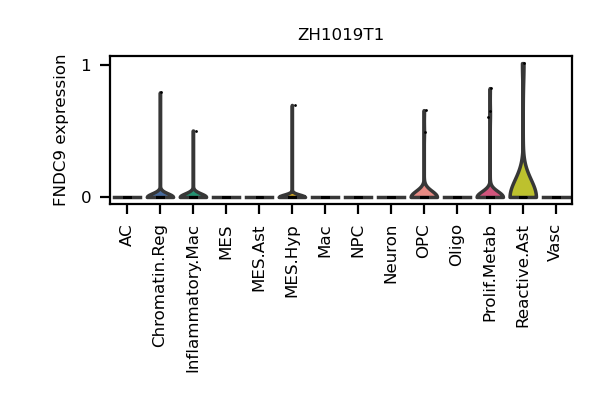 ZH1019T1
FNDC9 expression
1
0
AC
Chromatin.Reg
Inflammatory.Mac
MES
MES.Ast
MES.Hyp
Mac
NPC
Neuron
OPC
Oligo
Prolif.Metab
Reactive.Ast
Vasc